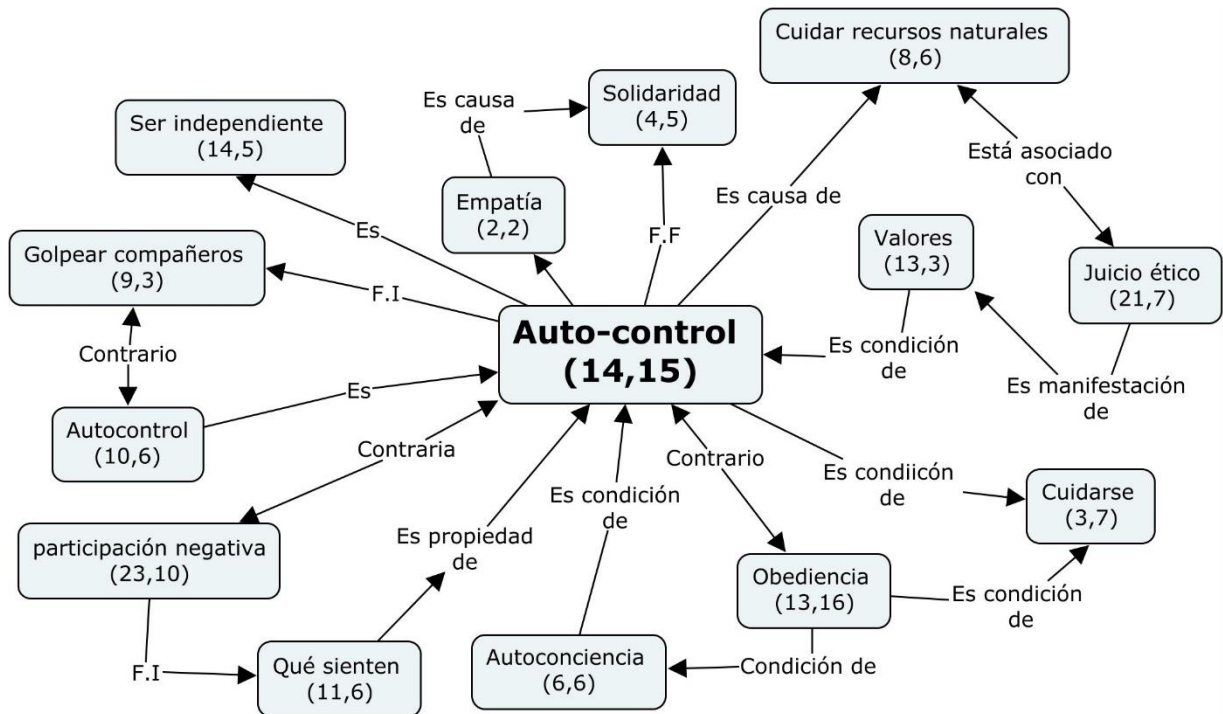 Cuidar recursos naturales
(8,6)
Solidaridad
(4,5)
Es causa
de
Ser independiente
(14,5)
Está asociado
con
Empatía
(2,2)
Es causa de
Es
F.F
Valores
(13,3)
Golpear compañeros
(9,3)
Juicio ético
(21,7)
F.I
Auto-control
(14,15)
Contrario
Es condición
de
Es
Es manifestación
de
Autocontrol
(10,6)
Contraria
Contrario
Es condiicón
de
Es condición
de
Cuidarse
(3,7)
Es propiedad
de
participación negativa
(23,10)
Obediencia
(13,16)
Es condición
de
Qué sienten
(11,6)
Autoconciencia
(6,6)
Condición de
F.I